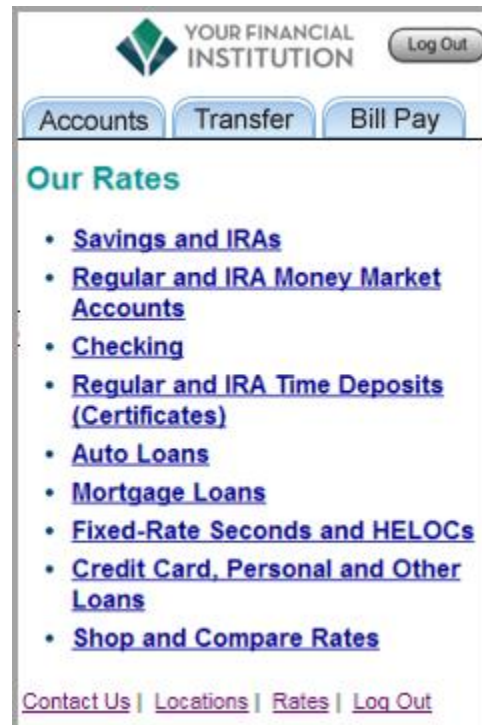 YOUR FINANCIAL
INSTITUTION
Log Out
Accounts Transfer Bill Pay
Our Rates
• Savings and IRAs
• Regular and IRA Money Market
Accounts
• Checking
• Regular and IRA Time Deposits
(Certificates)
• Auto Loans
• Mortgage Loans
• Fixed-Rate Seconds and HELOCs
• Credit Card, Personal and Other
Loans
• Shop and Compare Rates
Contact Us | Locations | Rates | Log Out